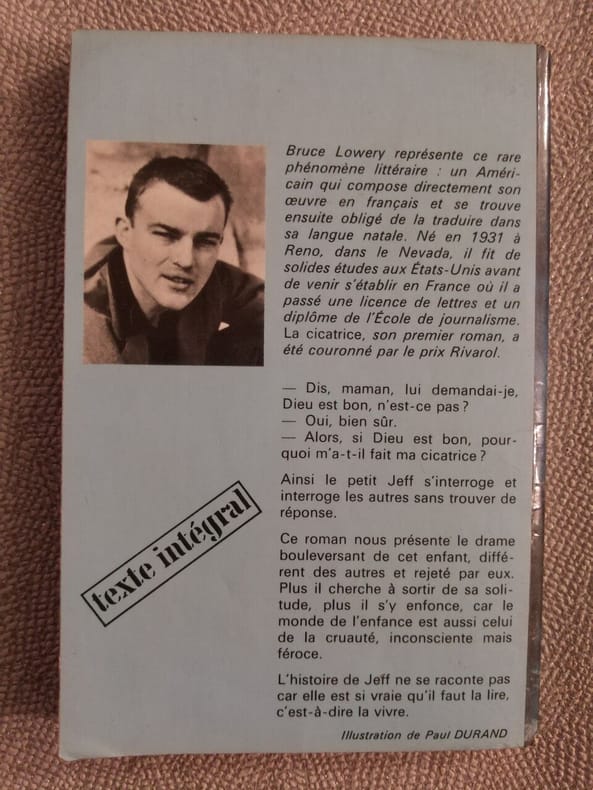 Bruce Lowery représente ce rare
phénomène littéraire : un Améri-
cain qui compose directement son
œuvre en français et se trouve
ensuite obligé de la traduire dans
sa langue natale. Né en 1931 à
Reno, dans le Nevada, il fit de
solides études aux États-Unis avant
de venir s'établir en France où il a
passé une licence de lettres et un
diplôme de l'École de journalisme.
La cicatrice, son premier roman, a
été couronné par le prix Rivarol.
— Dis, maman, lui demandai-je,
Dieu est bon, n'est-ce pas ?
— Oui, bien sûr.
— Alors, si Dieu est bon, pour-
quoi m'a-t-il fait ma cicatrice ?
Ainsi le petit Jeff s'interroge et
interroge les autres sans trouver de
réponse.
Ce roman nous présente le drame
bouleversant de cet enfant, diffé-
rent des autres et rejeté par eux.
Plus il cherche à sortir de sa soli-
tude, plus il s'y enfonce, car le
monde de l'enfance est aussi celui
de la cruauté, inconsciente mais
féroce.
L'histoire de Jeff ne se raconte pas
car elle est si vraie qu'il faut la lire,
c'est-à-dire la vivre.
Illustration de Paul DURAND
texte intégral